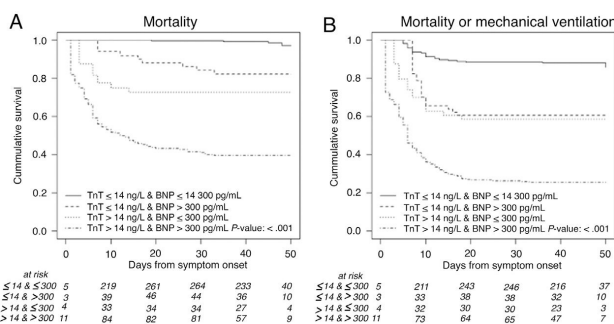 A
Mortality
Cummulative survival
1.0
0.8
0.6
0.4
0.2
0.0
TnT ≤ 14 ng/L & BNP ≤ 14 300 pg/mL
TnT ≤ 14 ng/L & BNP > 300 pg/mL
TnT > 14 ng/L & BNP ≤ 300 pg/mL
TnT > 14 ng/L & BNP > 300 pg/mL P-value: < .001
0 10 20 30 40 50
Days from symptom onset
at risk
≤14 & ≤300 5 219 261 264 233 40
≤14 & >300 3 39 46 44 36 10
>14 & ≤300 4 33 34 34 27 4
>14 & >300 11 84 82 81 57 9
B
Mortality or mechanical ventilation
Cummulative survival
1.0
0.8
0.6
0.4
0.2
0.0
TnT ≤ 14 ng/L & BNP ≤ 14 300 pg/mL
TnT ≤ 14 ng/L & BNP > 300 pg/mL
TnT > 14 ng/L & BNP ≤ 300 pg/mL
TnT > 14 ng/L & BNP > 300 pg/mL P-value: < .001
0 10 20 30 40 50
Days from symptom onset
at risk
≤14 & ≤300 5 211 243 246 216 37
≤14 & >300 3 33 38 38 32 10
>14 & ≤300 4 32 30 30 23 3
>14 & >300 11 73 64 65 47 7